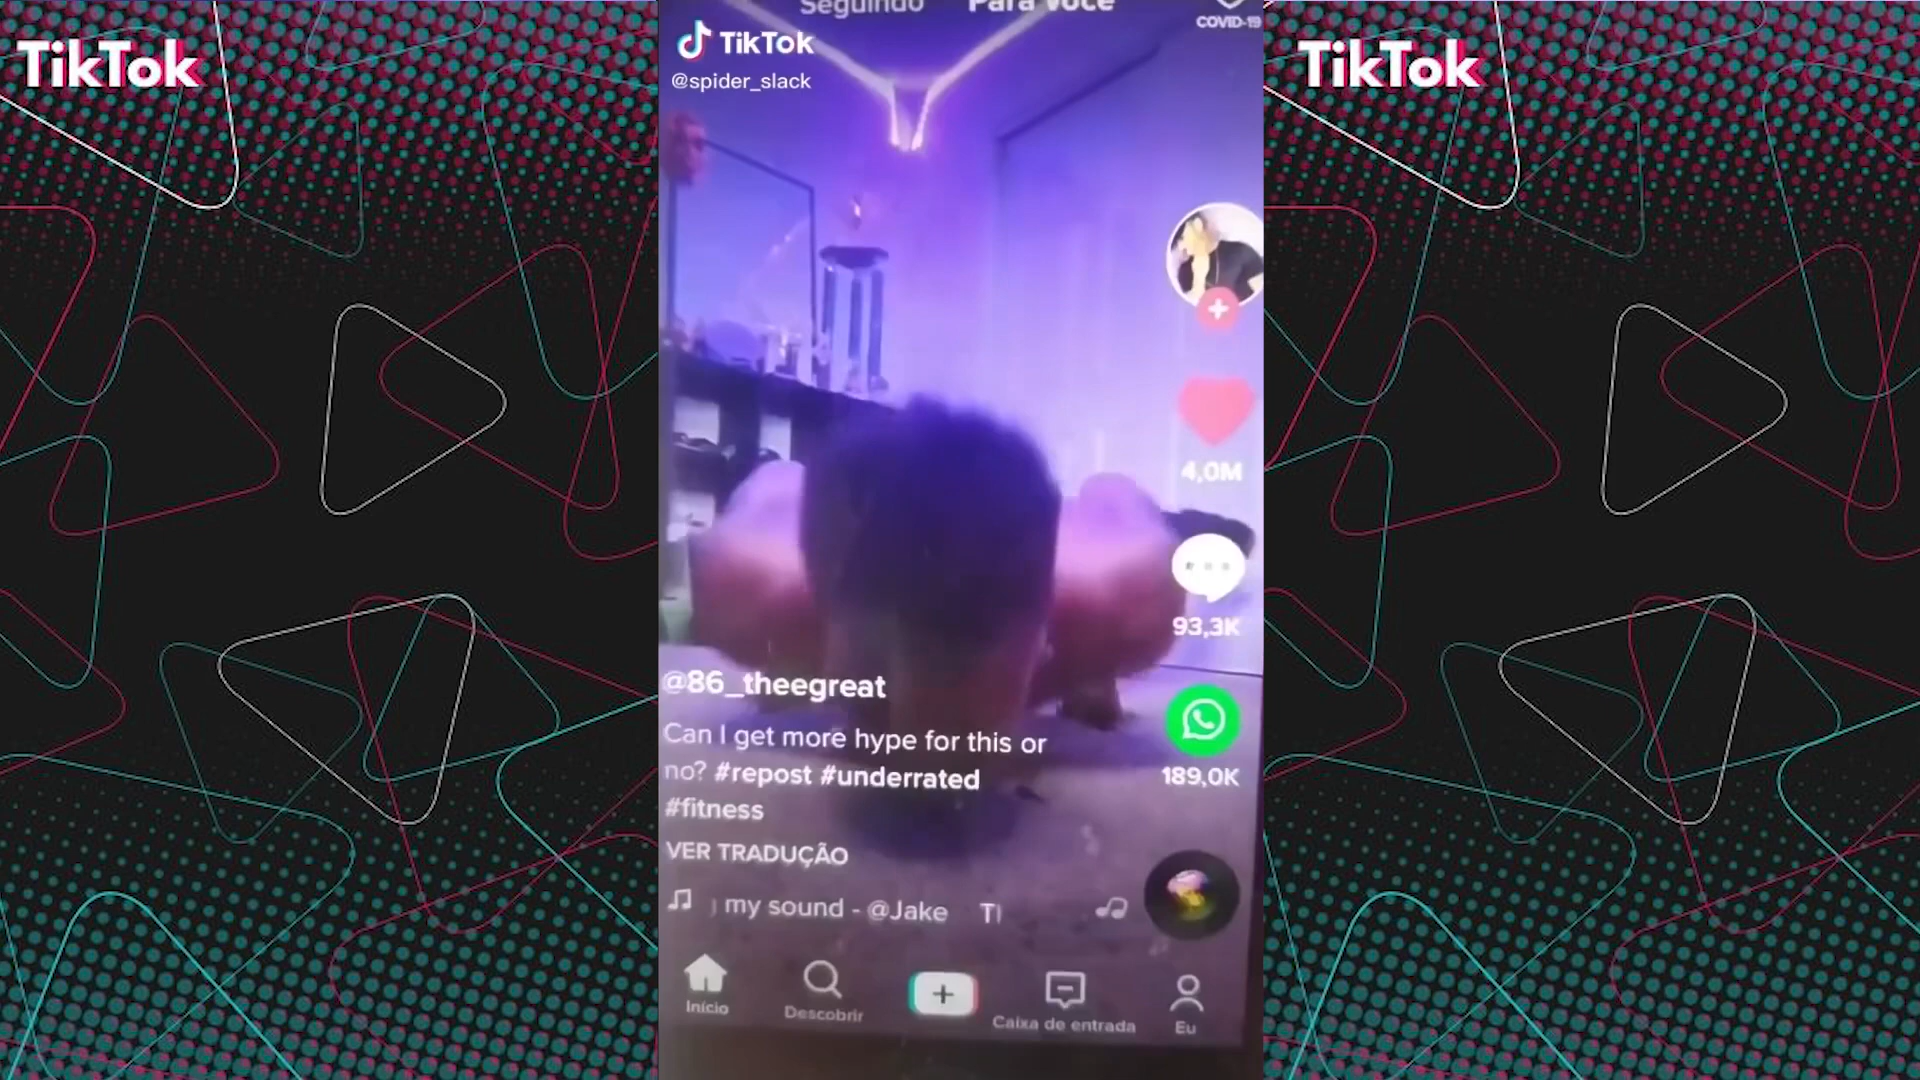 TikTok
Seguindo Para você
COVID-19
TikTok
@spider_slack
TikTok
4,0M
93,3K
189,0K
@86_theegreat
Can I get more hype for this or
no? #repost #underrated
#fitness
VER TRADUÇÃO
my sound - @Jake
Início
Descobrir
Caixa de entrada
Eu